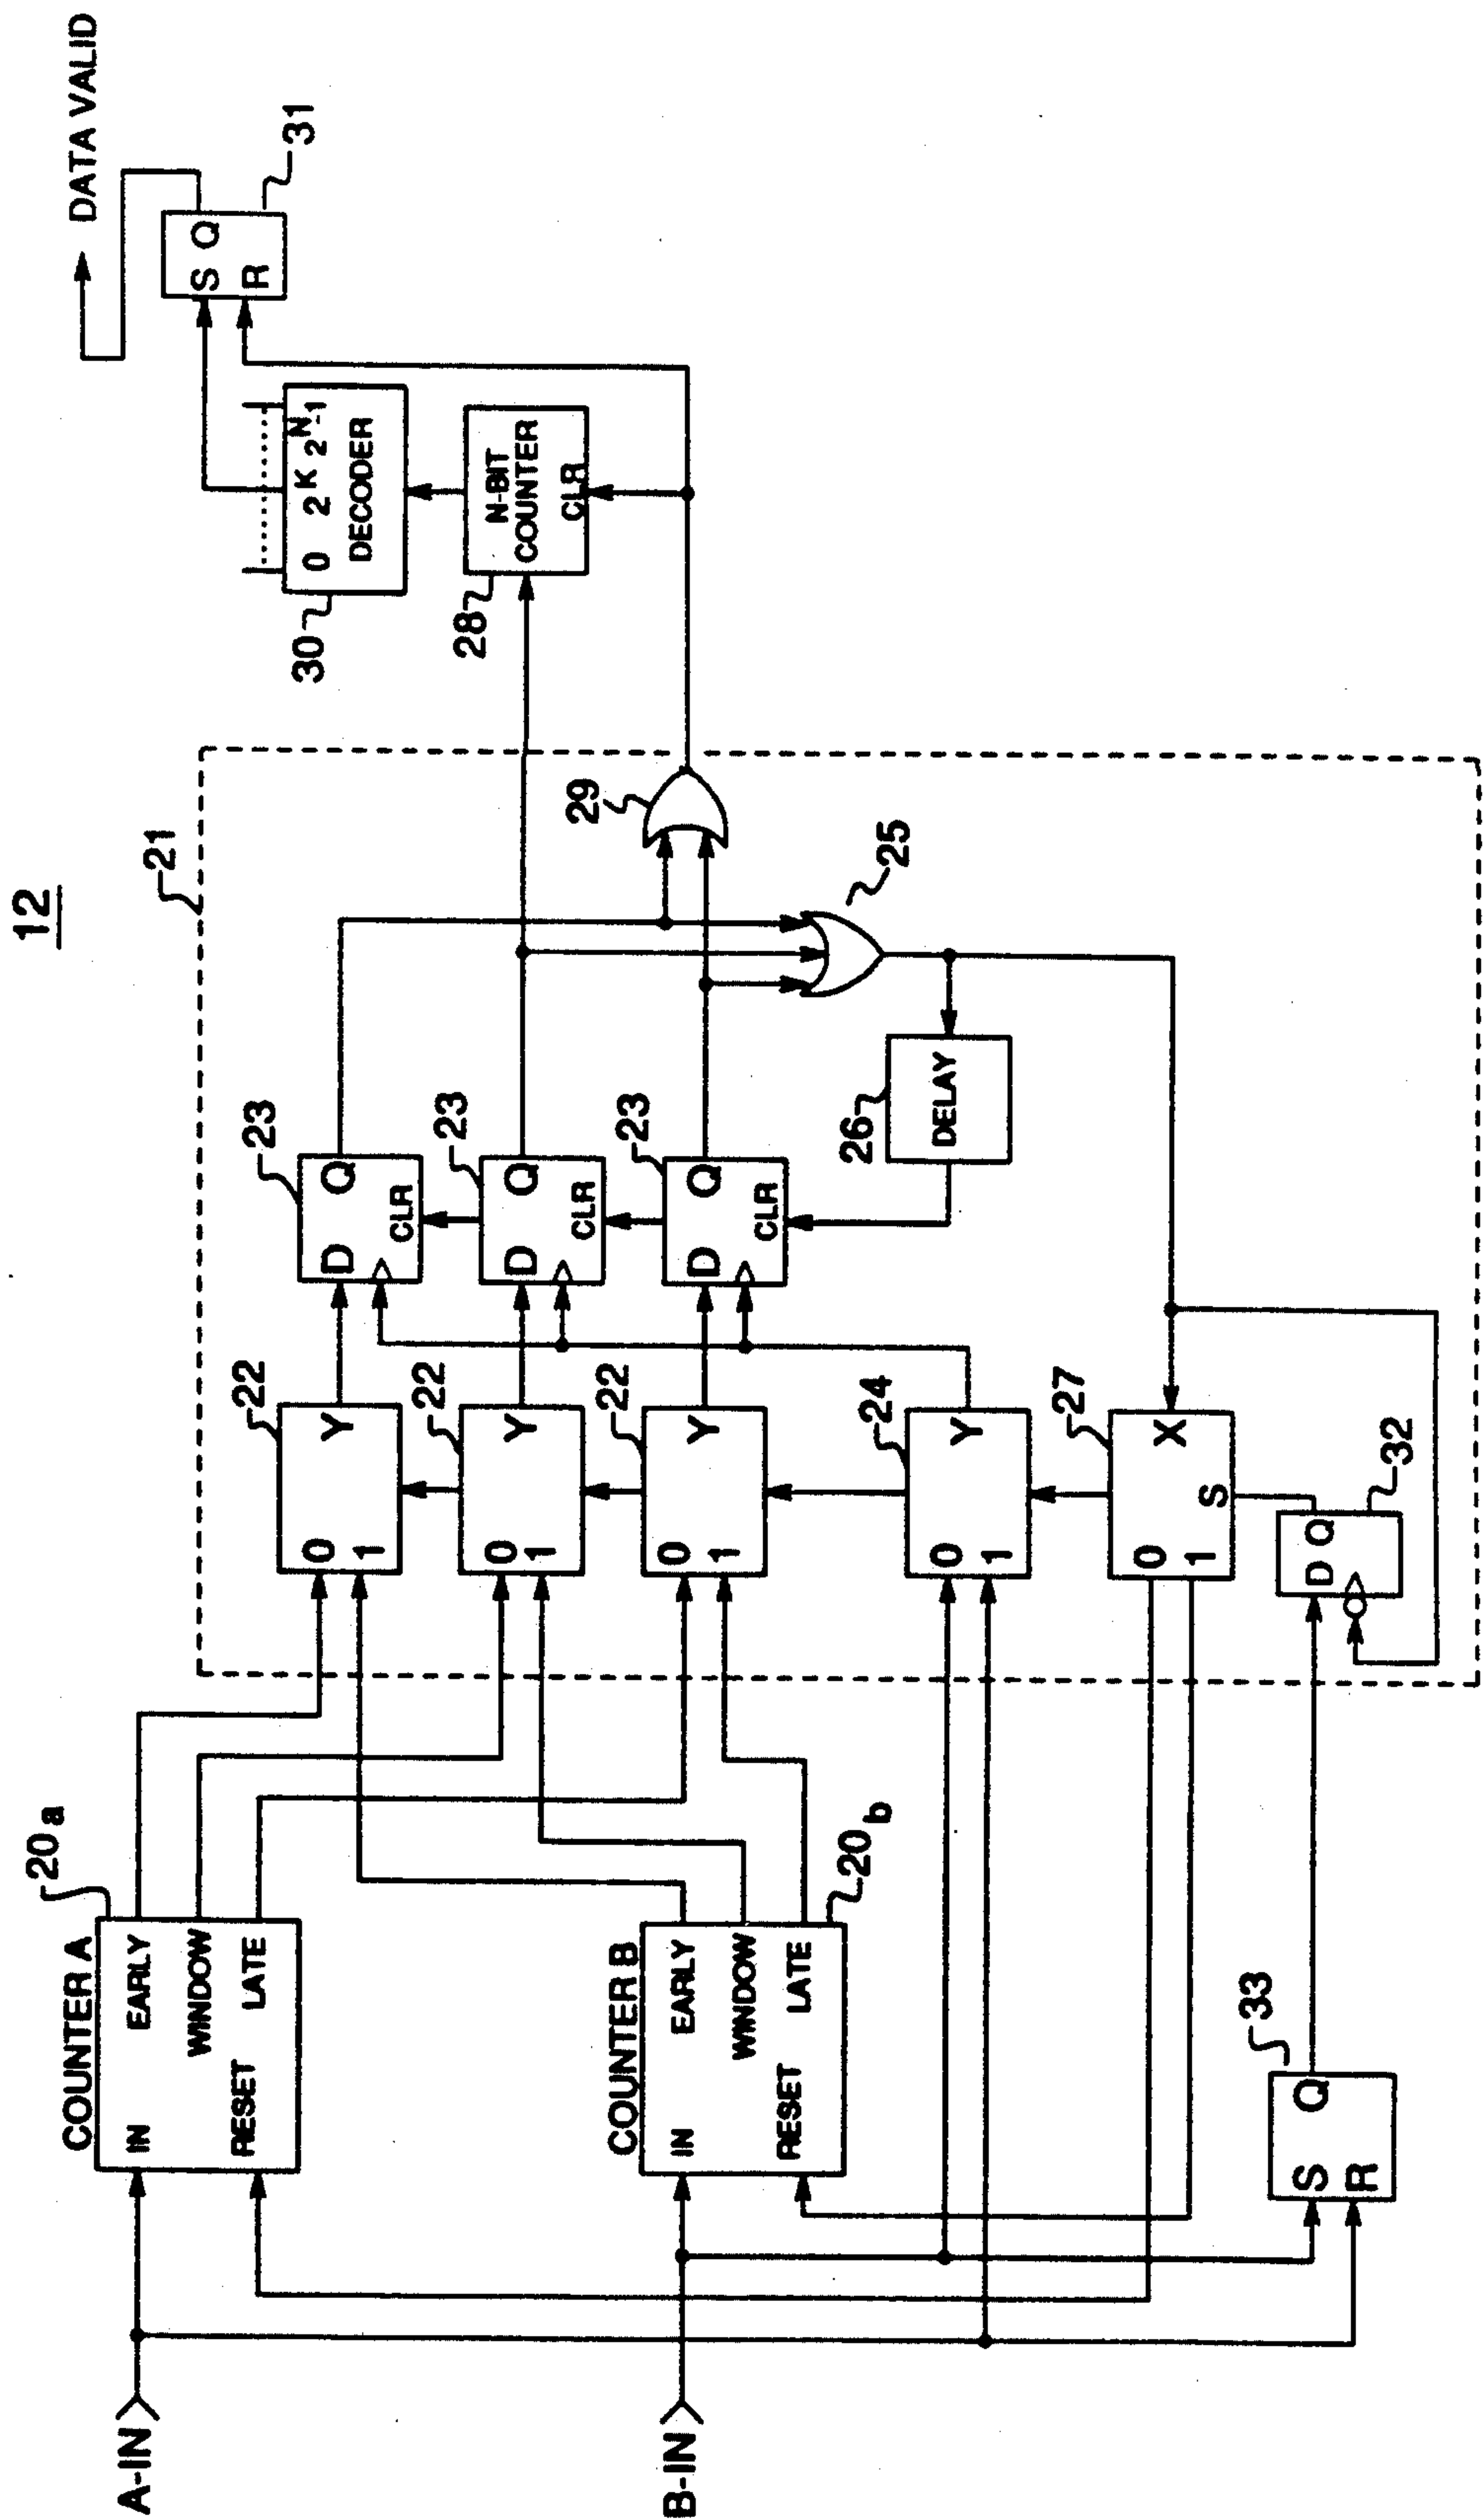 12
A-IN
B-IN
COUNTER A
20a
IN EARLY
WINDOW
RESET LATE
COUNTER B
20b
IN EARLY
WINDOW
RESET LATE
33
S Q
R
21
22
0 Y
1
22
0 Y
1
22
0 Y
1
24
0 Y
1
27
0 X
1 S
32
D Q
23
D Q
CLR
23
D Q
CLR
23
D Q
CLR
26
DELAY
29
25
28
N-BIT
COUNTER
CLR
30
0 2K 2N-1
DECODER
31
S Q
R
DATA VALID